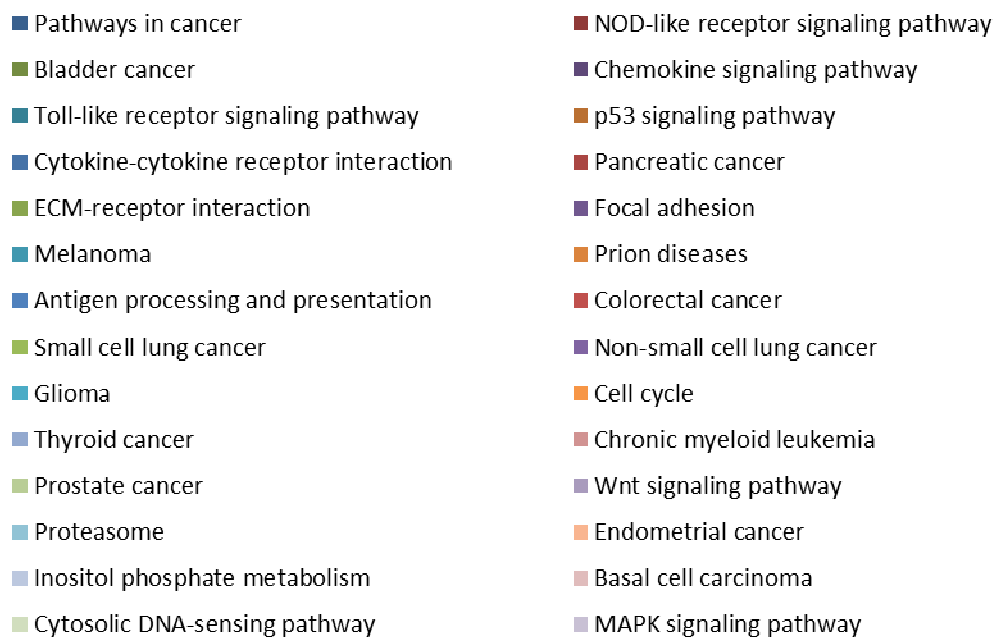 Pathways in cancer
NOD-like receptor signaling pathway
Bladder cancer
Chemokine signaling pathway
Toll-like receptor signaling pathway
p53 signaling pathway
Cytokine-cytokine receptor interaction
Pancreatic cancer
ECM-receptor interaction
Focal adhesion
Melanoma
Prion diseases
Antigen processing and presentation
Colorectal cancer
Small cell lung cancer
Non-small cell lung cancer
Glioma
Cell cycle
Thyroid cancer
Chronic myeloid leukemia
Prostate cancer
Wnt signaling pathway
Proteasome
Endometrial cancer
Inositol phosphate metabolism
Basal cell carcinoma
Cytosolic DNA-sensing pathway
MAPK signaling pathway